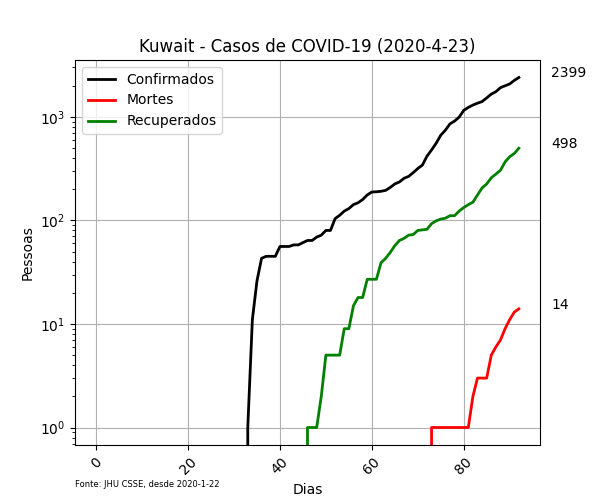 Kuwait - Casos de COVID-19 (2020-4-23)
Confirmados
Mortes
Recuperados
2399
498
14
Pessoas
10³
10²
10¹
10⁰
0
20
40
60
80
Dias
Fonte: JHU CSSE, desde 2020-1-22